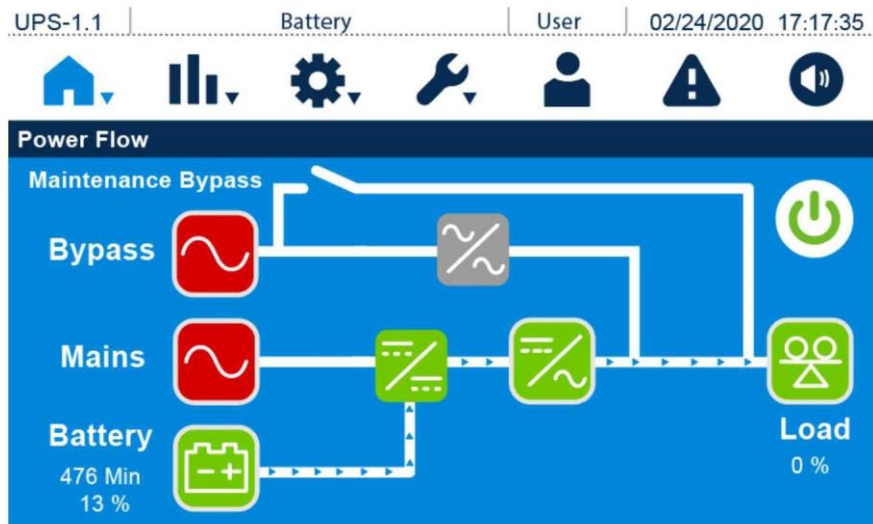 UPS-1.1 Battery User 02/24/2020 17:17:35
Power Flow
Maintenance Bypass
Bypass
Mains
Battery
476 Min
13 %
Load
0 %